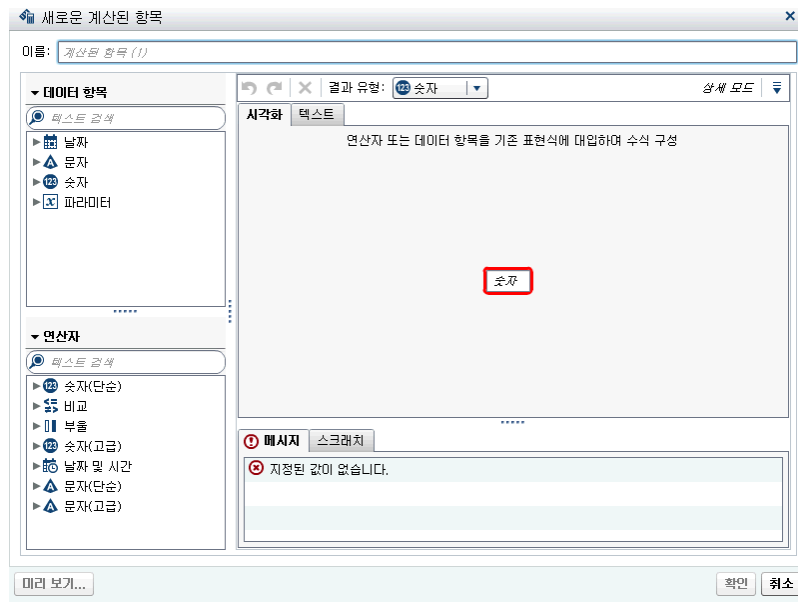 새로운 계산된 항목
이름: 계산된 항목 (1)
데이터 항목
텍스트 검색
날짜
문자
숫자
파라미터
연산자
텍스트 검색
숫자(단순)
비교
부울
숫자(고급)
날짜 및 시간
문자(단순)
문자(고급)
결과 유형: 숫자 상세 모드
시각화 텍스트
연산자 또는 데이터 항목을 기존 표현식에 대입하여 수식 구성
숫자
메시지 스크래치
지정된 값이 없습니다.
미리 보기... 확인 취소